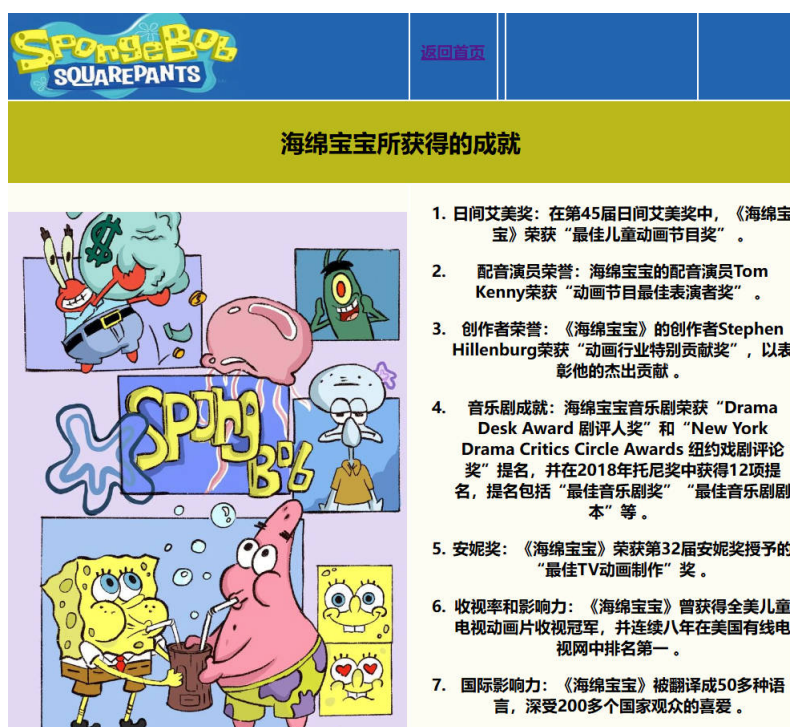 SpongeBob
SQUAREPANTS
返回首页
海绵宝宝所获得的成就
$
SPONG
BOB
1. 日间艾美奖：在第45届日间艾美奖中，《海绵宝
宝》荣获“最佳儿童动画节目奖” 。
2. 配音演员荣誉：海绵宝宝的配音演员Tom
Kenny荣获“动画节目最佳表演者奖” 。
3. 创作者荣誉：《海绵宝宝》的创作者Stephen
Hillenburg荣获“动画行业特别贡献奖”，以表
彰他的杰出贡献 。
4. 音乐剧成就：海绵宝宝音乐剧荣获“Drama
Desk Award 剧评人奖”和“New York
Drama Critics Circle Awards 纽约戏剧评论
奖”提名，并在2018年托尼奖中获得12项提
名，提名包括“最佳音乐剧奖” “最佳音乐剧剧
本”等 。
5. 安妮奖：《海绵宝宝》荣获第32届安妮奖授予的
“最佳TV动画制作”奖 。
6. 收视率和影响力：《海绵宝宝》曾获得全美儿童
电视动画片收视冠军，并连续八年在美国有线电
视网中排名第一 。
7. 国际影响力：《海绵宝宝》被翻译成50多种语
言，深受200多个国家观众的喜爱 。